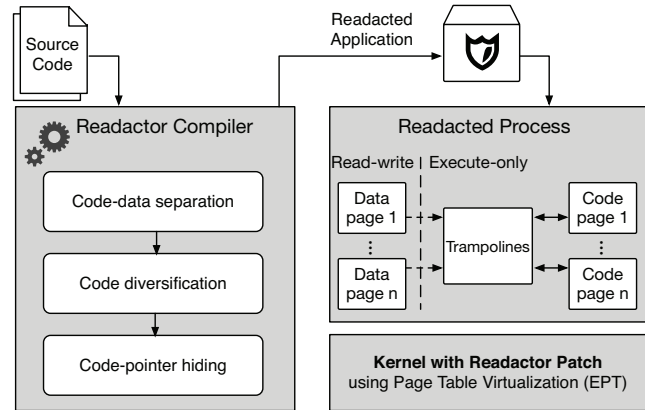 Source
Code
Readacted
Application
Readactor Compiler
Code-data separation
Code diversification
Code-pointer hiding
Readacted Process
Read-write
Execute-only
Data
page 1
Data
page n
Trampolines
Code
page 1
Code
page n
Kernel with Readactor Patch
using Page Table Virtualization (EPT)